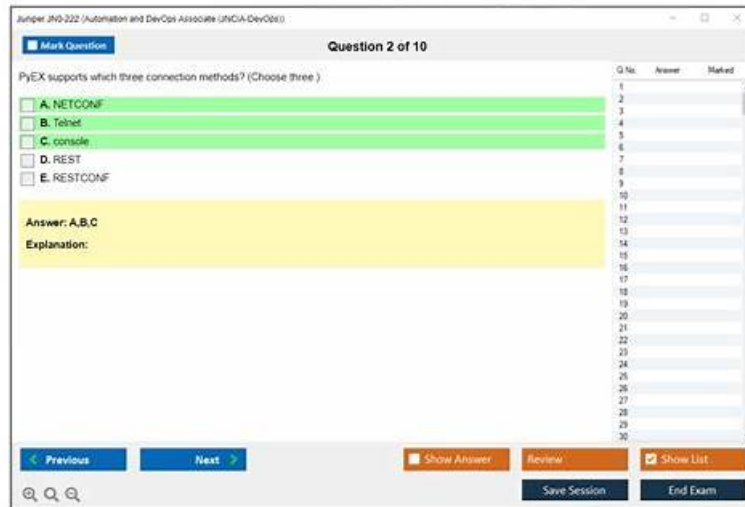 Juniper JN0-222 (Automation and DevOps Associate (JNCIA-DevOps))
Mark Question
Question 2 of 10
PyEX supports which three connection methods? (Choose three )
A. NETCONF
B. Telnet
C. console
D. REST
E. RESTCONF
Answer: A,B,C
Explanation:
Q No. Answer Marked
1
2
3
4
5
6
7
8
9
10
11
12
13
14
15
16
17
18
19
20
21
22
23
24
25
26
27
28
29
30
Previous Next Show Answer Review Show List
Save Session End Exam